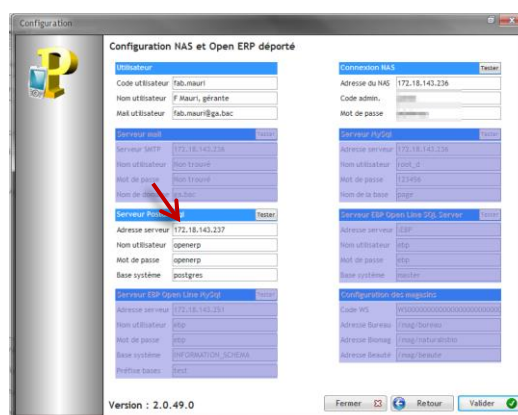 Configuration
Configuration NAS et Open ERP déporté
Utilisateur
Code utilisateur fab.mauri
Nom utilisateur F Mauri, gérante
Mail utilisateur fab.mauri@ga.bac
Connexion NAS Tester
Adresse du NAS 172.18.143.236
Code admin.
Mot de passe
Serveur mail Tester
Serveur SMTP 172.18.143.236
Nom utilisateur Non trouvé
Mot de passe Non trouvé
Nom de ga.bac
Serveur MySql Tester
Adresse serveur 172.18.143.236
Nom utilisateur root_d
Mot de passe 123456
Nom de la base
Serveur Tester
Adresse serveur 172.18.143.237
Nom utilisateur openerp
Mot de passe openerp
Base système postgres
Serveur EBP Open Line SQL Server Tester
Adresse serveur
Nom utilisateur ebp
Mot de passe ebp
Base système master
Serveur EBP Open Line MySql Tester
Adresse serveur
Nom utilisateur ebp
Mot de passe ebp
Base système INFORMATION_SCHEMA
Préfixe bases test
Configuration des magasins
Code WS
Adresse Bureau /mag/bureau
Adresse Biomag /mag/naturalibio
Adresse Beauté /mag/beaute
Version : 2.0.49.0
Fermer
Retour
Valider